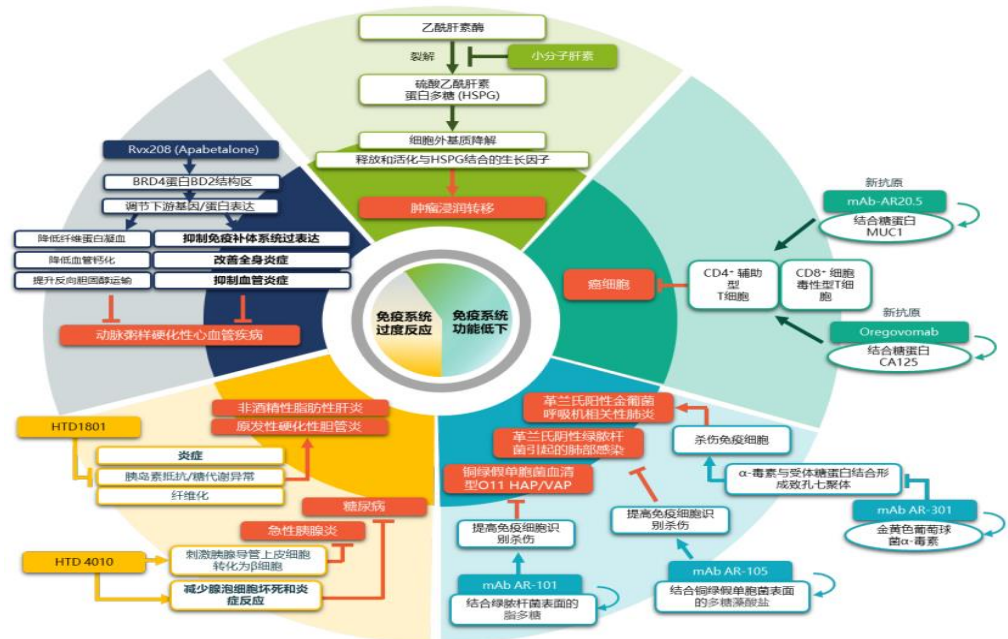 乙酰肝素酶
裂解
小分子肝素
硫酸乙酰肝素
蛋白多糖 (HSPG)
细胞外基质降解
释放和活化与HSPG结合的生长因子
肿瘤浸润转移
Rvx208 (Apabetalone)
BRD4蛋白BD2结构区
调节下游基因/蛋白表达
降低纤维蛋白凝血
抑制免疫补体系统过表达
降低血管钙化
改善全身炎症
提升反向胆固醇运输
抑制血管炎症
动脉粥样硬化性心血管疾病
新抗原
mAb-AR20.5
结合糖蛋白
MUC1
癌细胞
CD4⁺ 辅助
型
T细胞
CD8⁺ 细胞
毒性型T细
胞
新抗原
Oregovomab
结合糖蛋白
CA125
免疫系统
过度反应
免疫系统
功能低下
非酒精性脂肪性肝炎
原发性硬化性胆管炎
HTD1801
炎症
胰岛素抵抗/糖代谢异常
纤维化
糖尿病
急性胰腺炎
HTD 4010
刺激胰腺导管上皮细胞
转化为β细胞
减少腺泡细胞坏死和炎
症反应
革兰氏阳性金葡菌
呼吸机相关性肺炎
革兰氏阴性绿脓杆
菌引起的肺部感染
铜绿假单胞菌血清
型O11 HAP/VAP
杀伤免疫细胞
α-毒素与受体糖蛋白结合形
成致孔七聚体
mAb AR-301
金黄色葡萄球
菌α-毒素
提高免疫细胞识
别杀伤
提高免疫细胞识
别杀伤
mAb AR-101
结合绿脓杆菌表面的
脂多糖
mAb AR-105
结合铜绿假单胞菌表面
的多糖藻酸盐